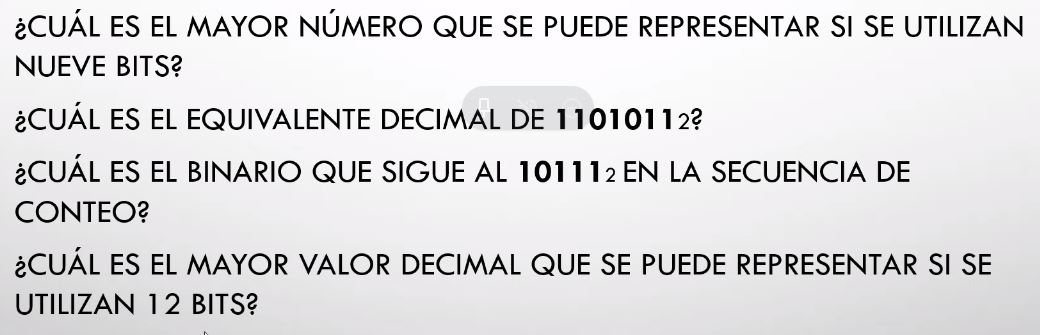 ¿CUÁL ES EL MAYOR NÚMERO QUE SE PUEDE REPRESENTAR SI SE UTILIZAN
NUEVE BITS?
¿CUÁL ES EL EQUIVALENTE DECIMAL DE 1101011₂?
¿CUÁL ES EL BINARIO QUE SIGUE AL 10111₂ EN LA SECUENCIA DE
CONTEO?
¿CUÁL ES EL MAYOR VALOR DECIMAL QUE SE PUEDE REPRESENTAR SI SE
UTILIZAN 12 BITS?